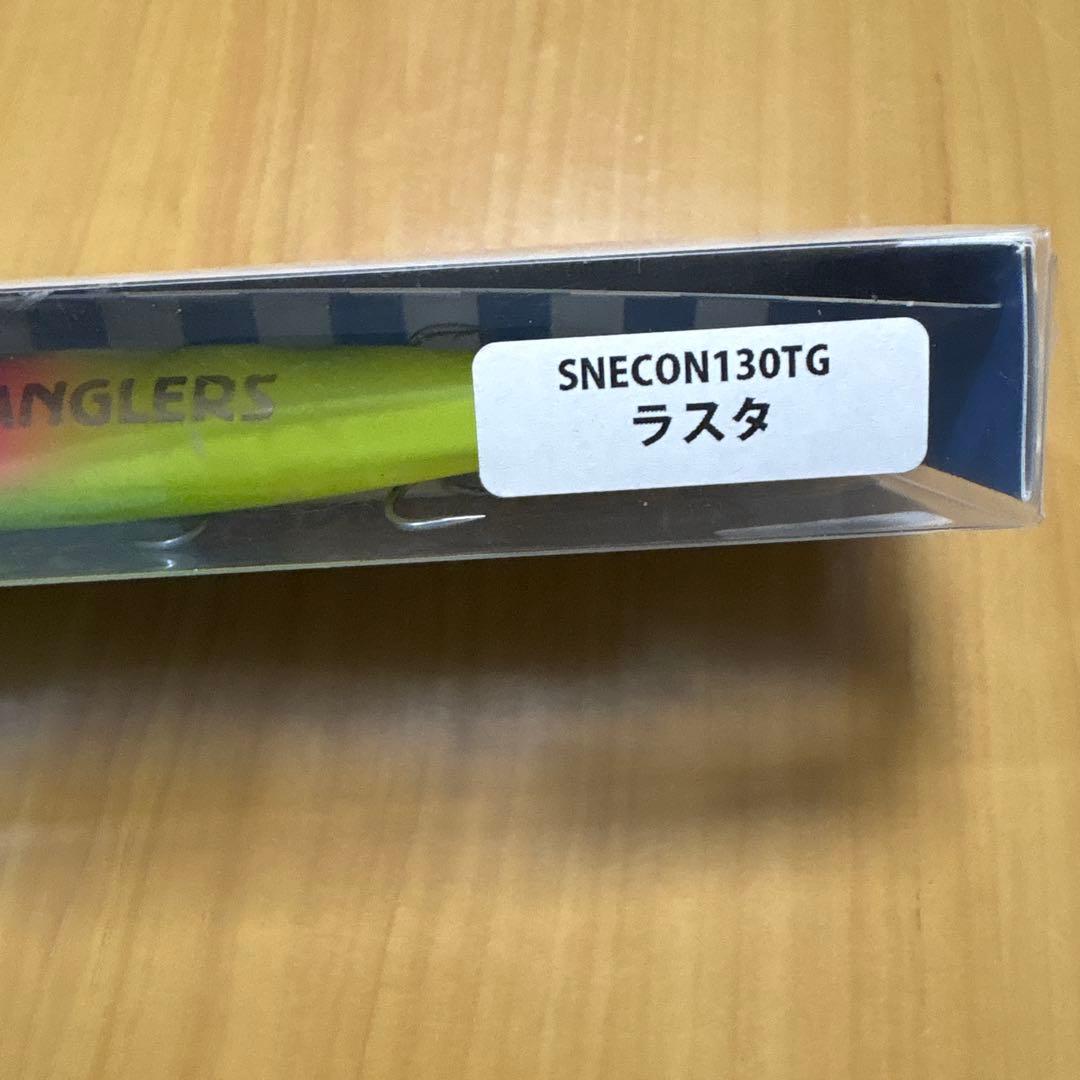 ANGLERS
SNECON130TG
ラスタ